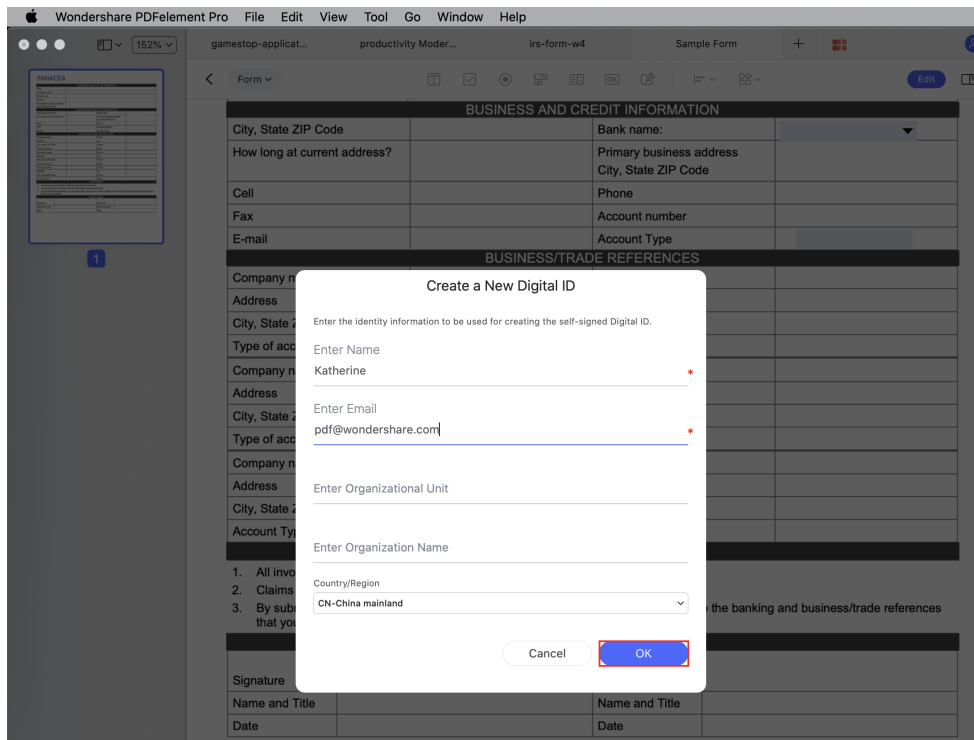 Wondershare PDFelement Pro File Edit View Tool Go Window Help
152% gamestop-applicat... productivity Moder... irs-form-w4 Sample Form +
Form OK Edit
PANACEA
1
BUSINESS AND CREDIT INFORMATION
City, State ZIP Code Bank name:
How long at current address? Primary business address
City, State ZIP Code
Cell Phone
Fax Account number
E-mail Account Type
BUSINESS/TRADE REFERENCES
Company n
Address
City, State Z
Type of acc
Company n
Address
City, State Z
Type of acc
Company n
Address
City, State Z
Account Typ
1. All invo
2. Claims
3. By subm the banking and business/trade references
that you
Signature
Name and Title Name and Title
Date Date
Create a New Digital ID
Enter the identity information to be used for creating the self-signed Digital ID.
Enter Name
Katherine *
Enter Email
pdf@wondershare.com *
Enter Organizational Unit
Enter Organization Name
Country/Region
CN-China mainland
Cancel OK